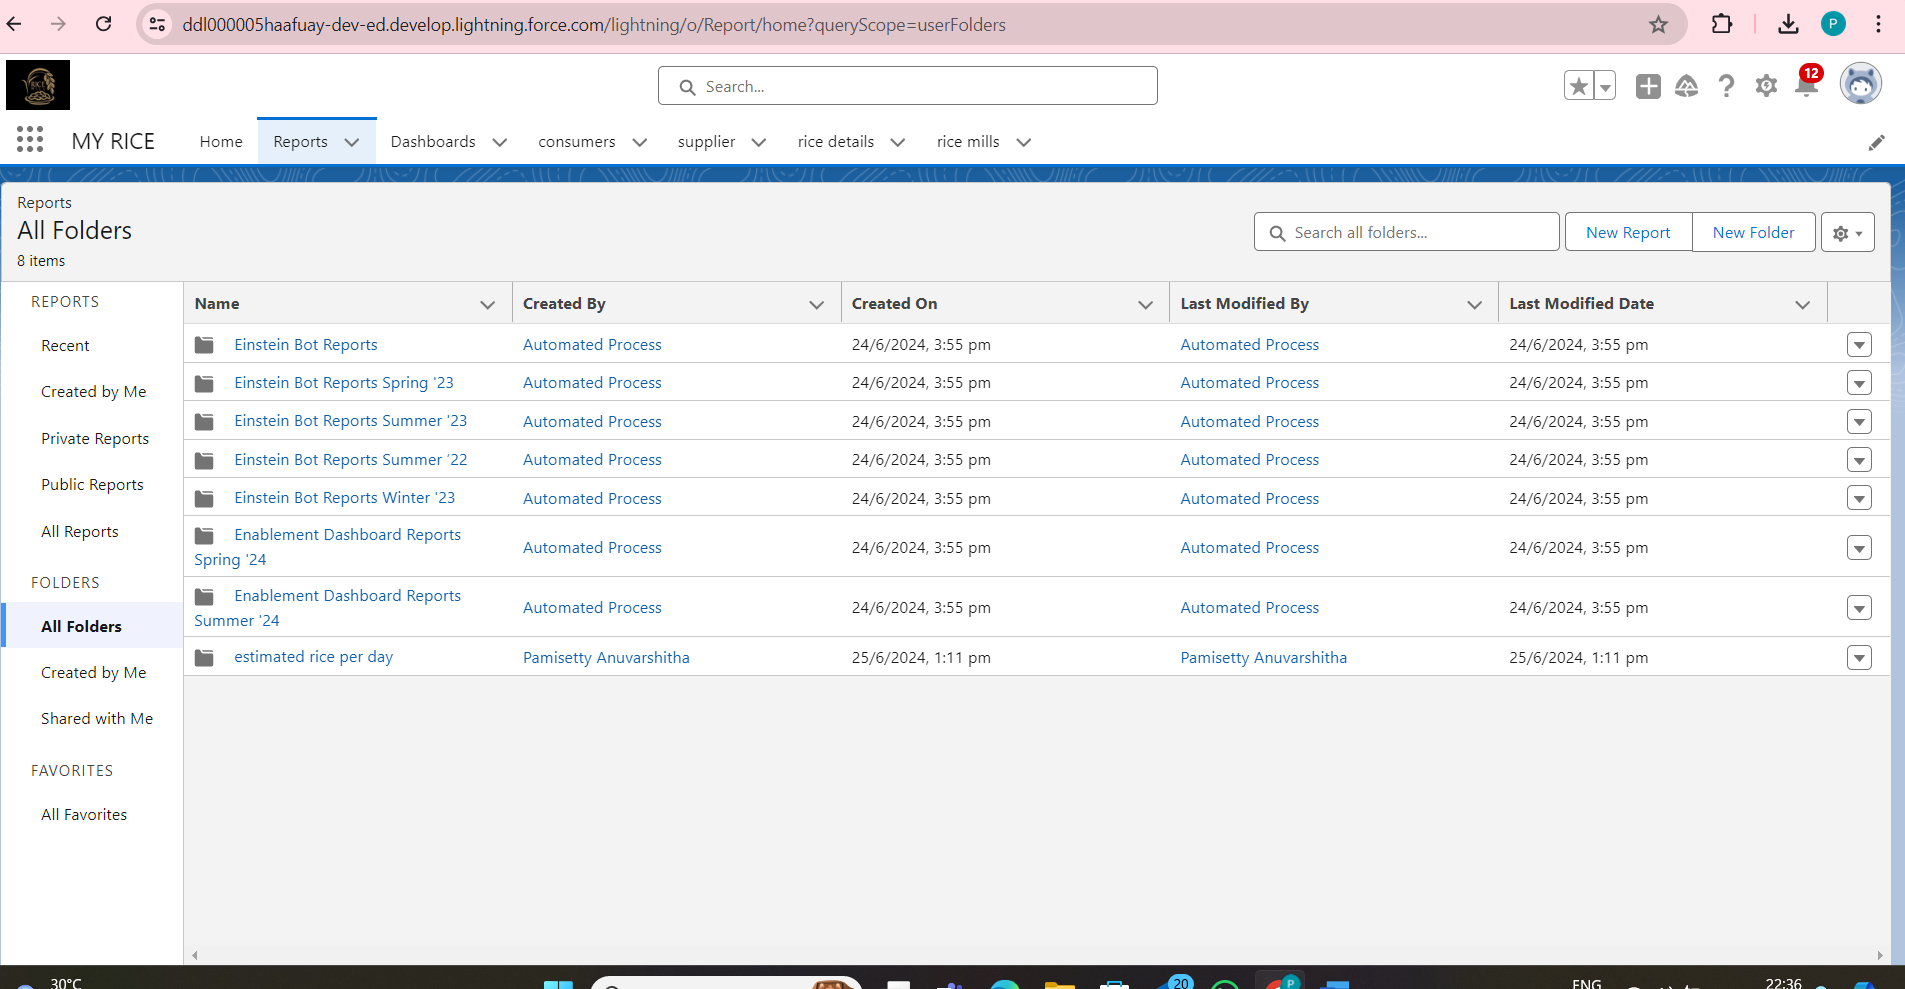 ddl000005haafuay-dev-ed.develop.lightning.force.com/lightning/o/Report/home?queryScope=userFolders
P
RICE
Search...
12
MY RICE
Home
Reports
Dashboards
consumers
supplier
rice details
rice mills
Reports
All Folders
8 items
Search all folders...
New Report
New Folder
REPORTS
Recent
Created by Me
Private Reports
Public Reports
All Reports
FOLDERS
All Folders
Created by Me
Shared with Me
FAVORITES
All Favorites
Name Created By Created On Last Modified By Last Modified Date
Einstein Bot Reports Automated Process 24/6/2024, 3:55 pm Automated Process 24/6/2024, 3:55 pm
Einstein Bot Reports Spring '23 Automated Process 24/6/2024, 3:55 pm Automated Process 24/6/2024, 3:55 pm
Einstein Bot Reports Summer '23 Automated Process 24/6/2024, 3:55 pm Automated Process 24/6/2024, 3:55 pm
Einstein Bot Reports Summer '22 Automated Process 24/6/2024, 3:55 pm Automated Process 24/6/2024, 3:55 pm
Einstein Bot Reports Winter '23 Automated Process 24/6/2024, 3:55 pm Automated Process 24/6/2024, 3:55 pm
Enablement Dashboard Reports
Spring '24 Automated Process 24/6/2024, 3:55 pm Automated Process 24/6/2024, 3:55 pm
Enablement Dashboard Reports
Summer '24 Automated Process 24/6/2024, 3:55 pm Automated Process 24/6/2024, 3:55 pm
estimated rice per day Pamisetty Anuvarshitha 25/6/2024, 1:11 pm Pamisetty Anuvarshitha 25/6/2024, 1:11 pm
30°C
20
P
ENG
22:36